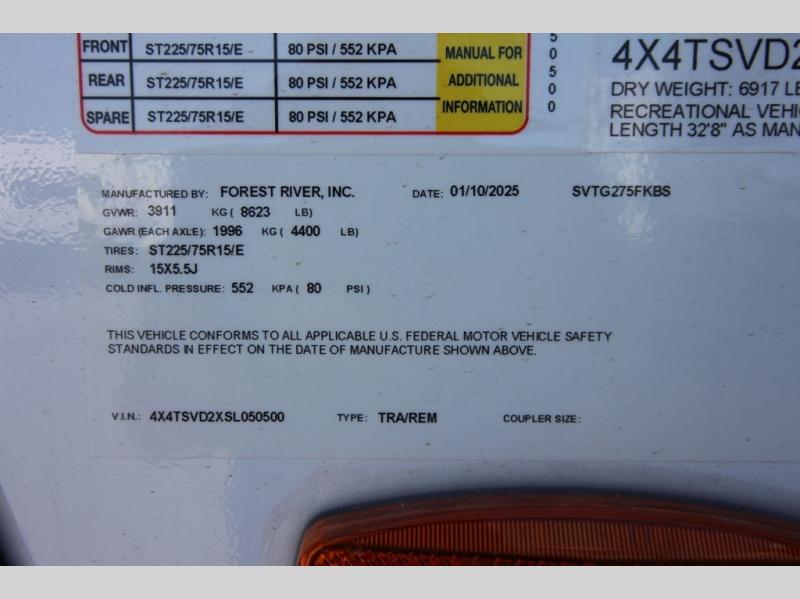 FRONT ST225/75R15/E 80 PSI / 552 KPA MANUAL FOR
REAR ST225/75R15/E 80 PSI / 552 KPA ADDITIONAL
SPARE ST225/75R15/E 80 PSI / 552 KPA INFORMATION
5
0
5
0
0
4X4TSVD2
DRY WEIGHT: 6917
RECREATIONAL
LENGTH 32'8" AS
MANUFACTURED BY: FOREST RIVER, INC. DATE: 01/10/2025 SVTG275FKBS
GVWR: 3911 KG ( 8623 LB)
GAWR (EACH AXLE): 1996 KG ( 4400 LB)
TIRES: ST225/75R15/E
RIMS: 15X5.5J
COLD INFL. PRESSURE: 552 KPA ( 80 PSI )
THIS VEHICLE CONFORMS TO ALL APPLICABLE U.S. FEDERAL MOTOR VEHICLE SAFETY
STANDARDS IN EFFECT ON THE DATE OF MANUFACTURE SHOWN ABOVE.
V.I.N.: 4X4TSVD2XSL050500 TYPE: TRA/REM COUPLER SIZE: